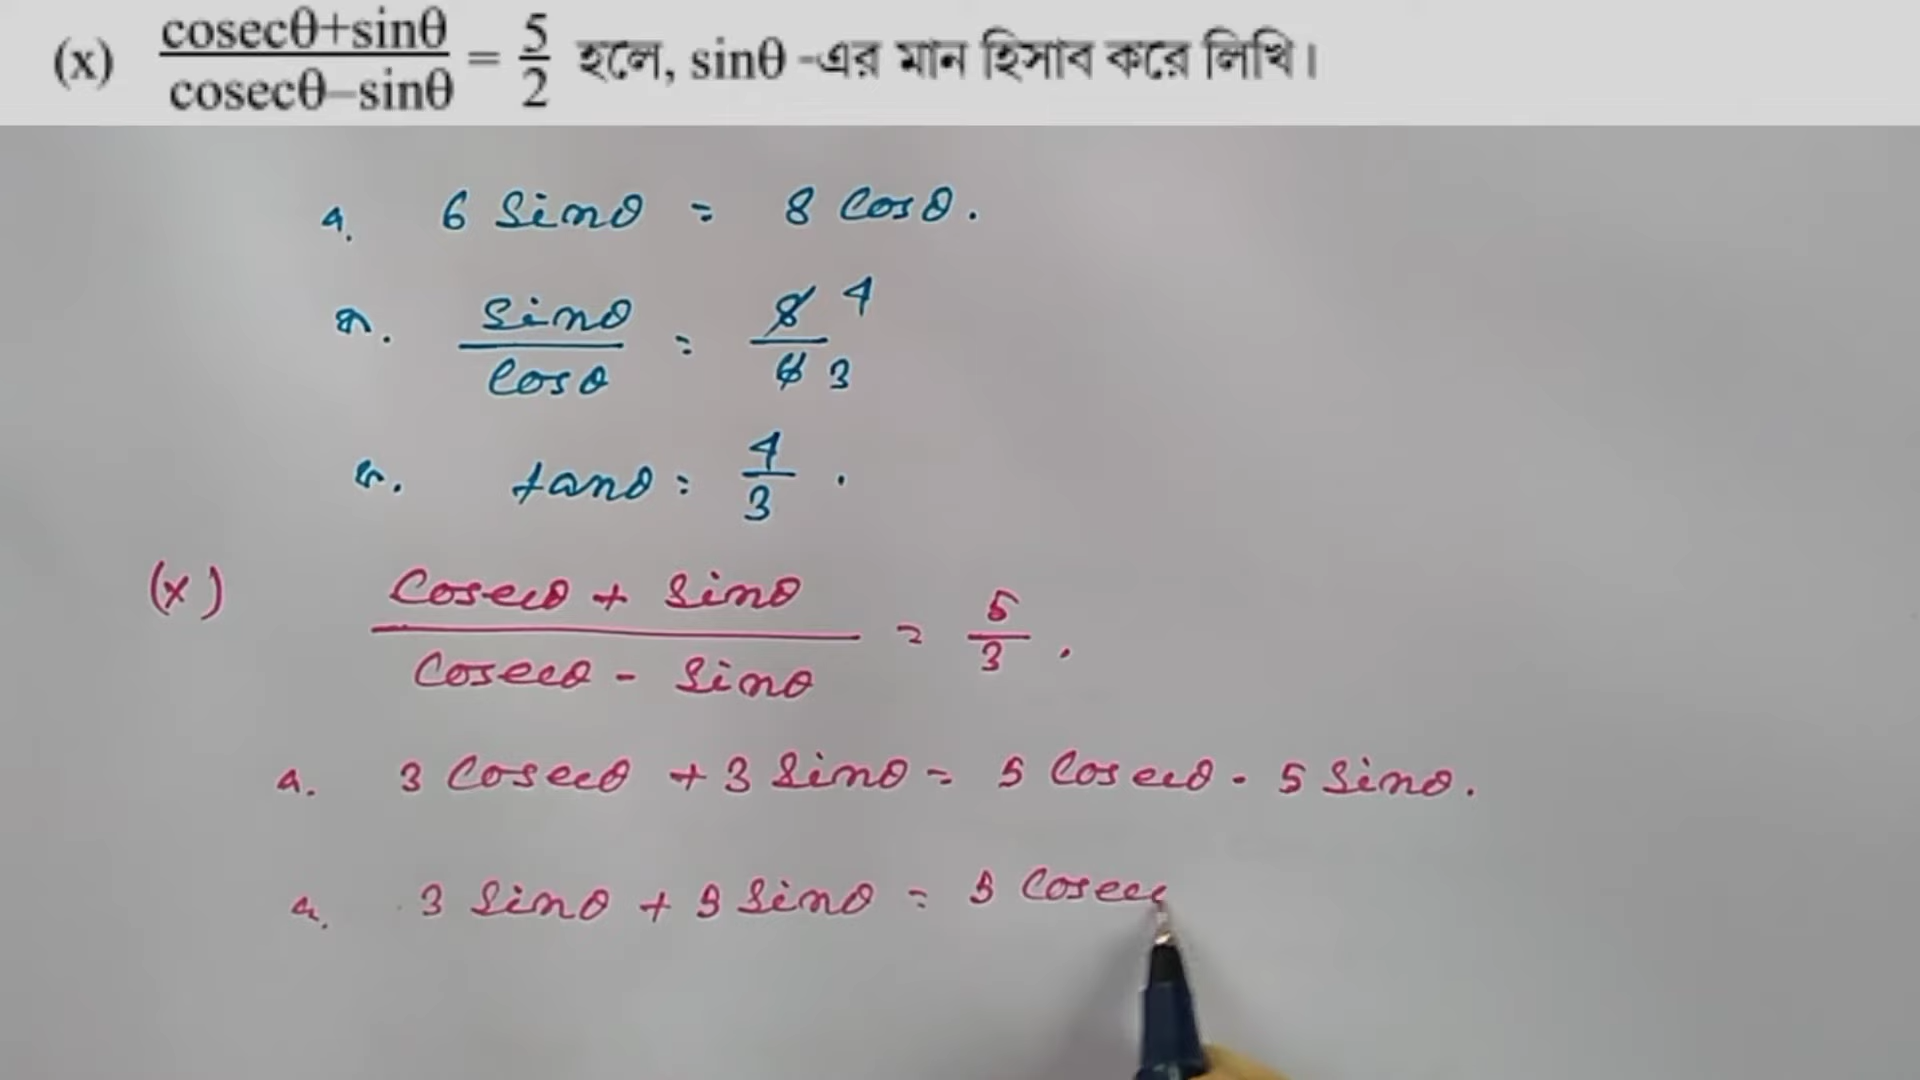 (x) cosecθ+sinθ / cosecθ–sinθ = 5/2 হলে, sinθ -এর মান হিসাব করে লিখি।
বা. 6 Sinθ = 8 Cosθ.
বা. Sinθ / Cosθ = 8 4 / 6 3
বা. tanθ = 4/3 .
(x) Cosecθ + Sinθ / Cosecθ - Sinθ = 5/3 .
বা. 3 Cosecθ + 3 Sinθ = 5 Cosecθ - 5 Sinθ.
বা. 3 Sinθ + 5 Sinθ = 5 Cosec